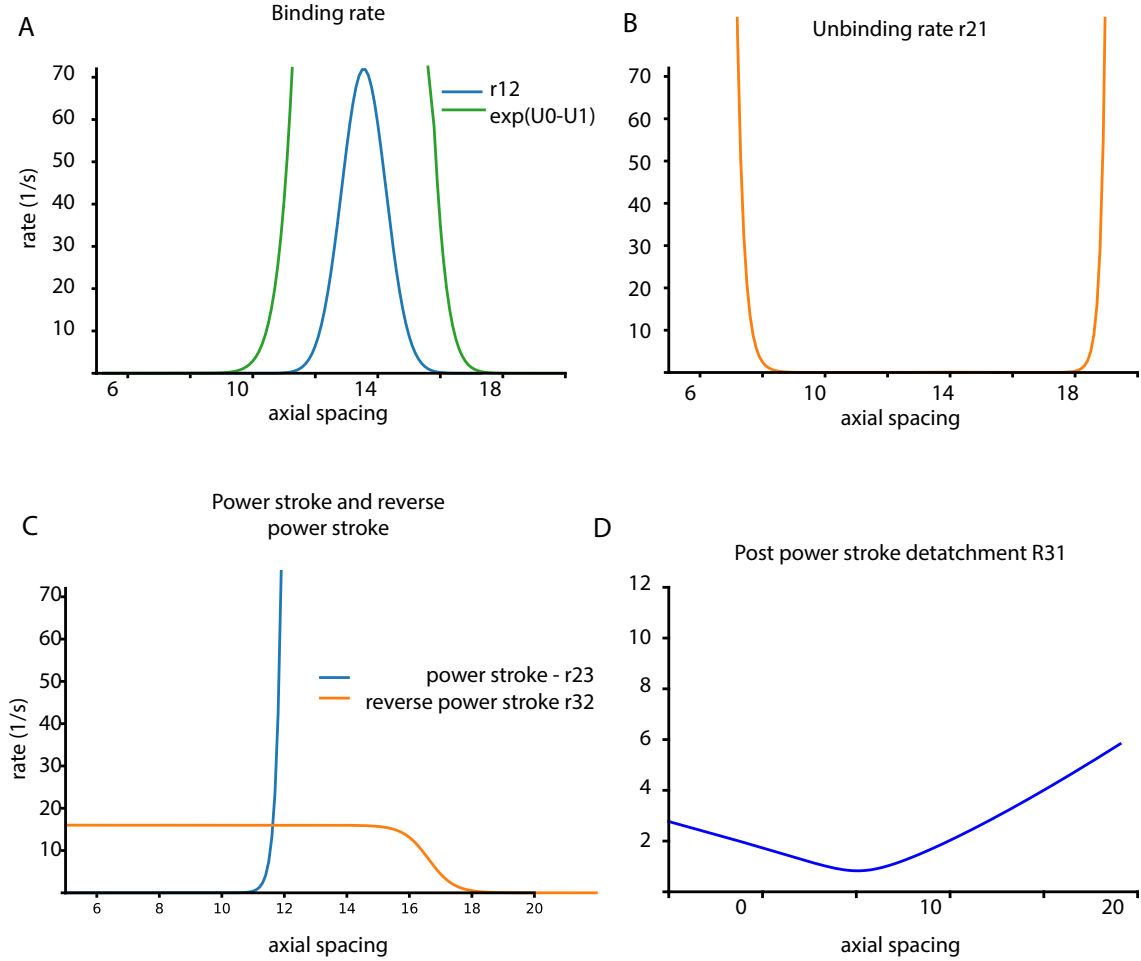 A
Binding rate
70
60
50
40
30
20
10
rate (1/s)
r12
exp(U0-U1)
6
10
14
18
axial spacing
B
Unbinding rate r21
70
60
50
40
30
20
10
6
10
14
18
axial spacing
C
Power stroke and reverse
power stroke
70
60
50
40
30
20
10
rate (1/s)
power stroke - r23
reverse power stroke r32
6
8
10
12
14
16
18
20
axial spacing
D
Post power stroke detatchment R31
12
10
8
6
4
2
0
10
20
axial spacing